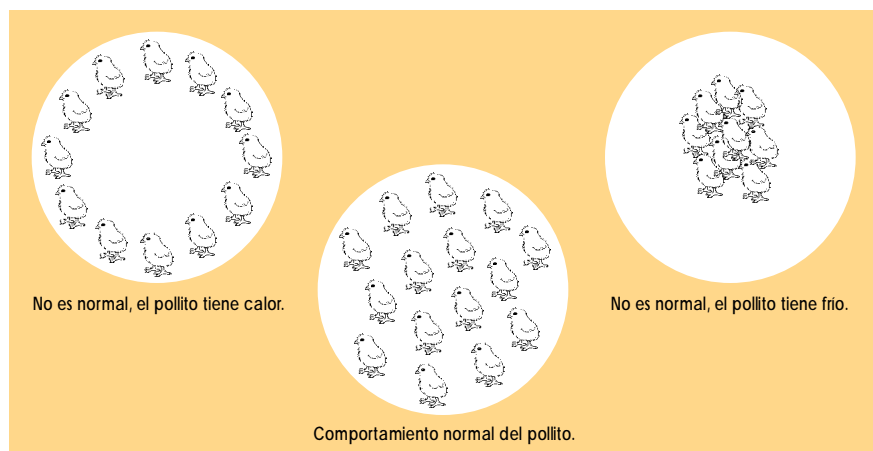 No es normal, el pollito tiene calor.
No es normal, el pollito tiene frío.
Comportamiento normal del pollito.